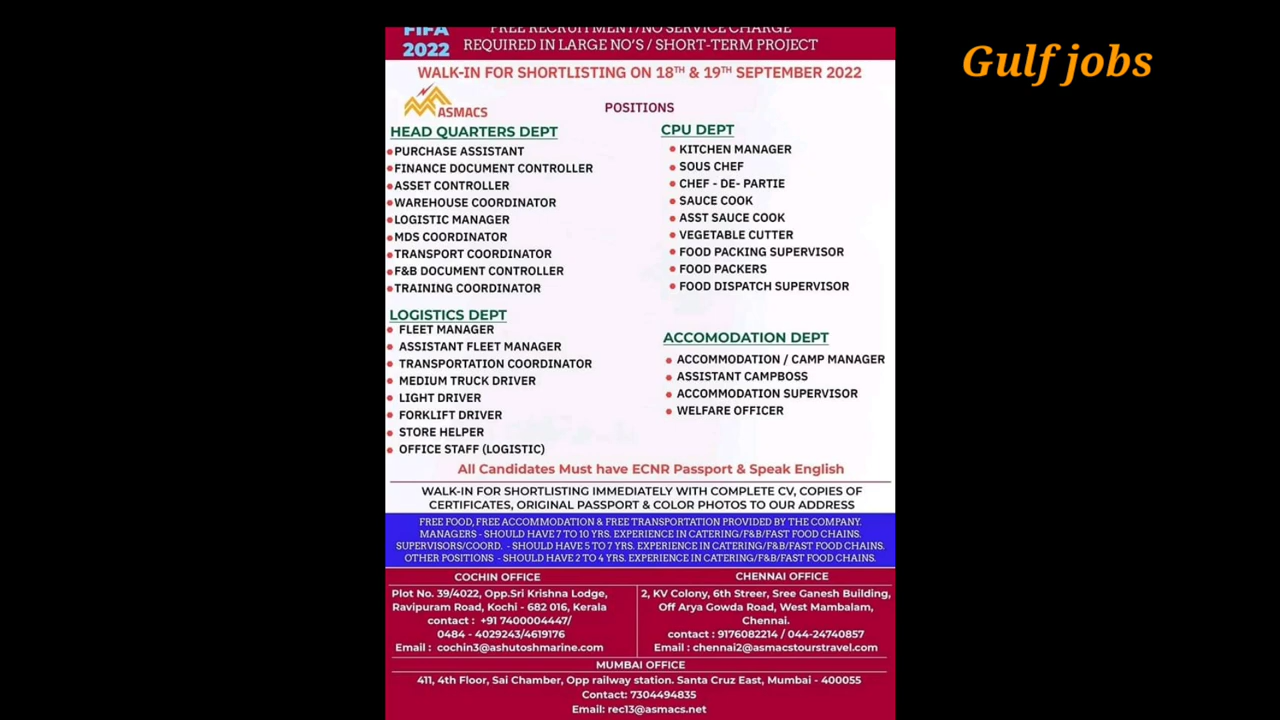 FIFA
2022
FREE RECRUITMENT/NO SERVICE CHARGE
REQUIRED IN LARGE NO'S / SHORT-TERM PROJECT
Gulf jobs
WALK-IN FOR SHORTLISTING ON 18TH & 19TH SEPTEMBER 2022
ASMACS
POSITIONS
HEAD QUARTERS DEPT
PURCHASE ASSISTANT
FINANCE DOCUMENT CONTROLLER
ASSET CONTROLLER
WAREHOUSE COORDINATOR
LOGISTIC MANAGER
MDS COORDINATOR
TRANSPORT COORDINATOR
F&B DOCUMENT CONTROLLER
TRAINING COORDINATOR
LOGISTICS DEPT
FLEET MANAGER
ASSISTANT FLEET MANAGER
TRANSPORTATION COORDINATOR
MEDIUM TRUCK DRIVER
LIGHT DRIVER
FORKLIFT DRIVER
STORE HELPER
OFFICE STAFF (LOGISTIC)
CPU DEPT
KITCHEN MANAGER
SOUS CHEF
CHEF - DE- PARTIE
SAUCE COOK
ASST SAUCE COOK
VEGETABLE CUTTER
FOOD PACKING SUPERVISOR
FOOD PACKERS
FOOD DISPATCH SUPERVISOR
ACCOMODATION DEPT
ACCOMMODATION / CAMP MANAGER
ASSISTANT CAMPBOSS
ACCOMMODATION SUPERVISOR
WELFARE OFFICER
All Candidates Must have ECNR Passport & Speak English
WALK-IN FOR SHORTLISTING IMMEDIATELY WITH COMPLETE CV, COPIES OF
CERTIFICATES, ORIGINAL PASSPORT & COLOR PHOTOS TO OUR ADDRESS
FREE FOOD, FREE ACCOMMODATION & FREE TRANSPORTATION PROVIDED BY THE COMPANY.
MANAGERS - SHOULD HAVE 7 TO 10 YRS. EXPERIENCE IN CATERING/F&B/FAST FOOD CHAINS.
SUPERVISORS/COORD. - SHOULD HAVE 5 TO 7 YRS. EXPERIENCE IN CATERING/F&B/FAST FOOD CHAINS.
OTHER POSITIONS - SHOULD HAVE 2 TO 4 YRS. EXPERIENCE IN CATERING/F&B/FAST FOOD CHAINS.
COCHIN OFFICE
Plot No. 39/4022, Opp.Sri Krishna Lodge,
Ravipuram Road, Kochi - 682 016, Kerala
contact : +91 7400004447/
0484 - 4029243/4619176
Email : cochin3@ashutoshmarine.com
CHENNAI OFFICE
2, KV Colony, 6th Streer, Sree Ganesh Building,
Off Arya Gowda Road, West Mambalam,
Chennai.
contact : 9176082214 / 044-24740857
Email : chennai2@asmacstourstravel.com
MUMBAI OFFICE
411, 4th Floor, Sai Chamber, Opp railway station. Santa Cruz East, Mumbai - 400055
Contact: 7304494835
Email: rec13@asmacs.net